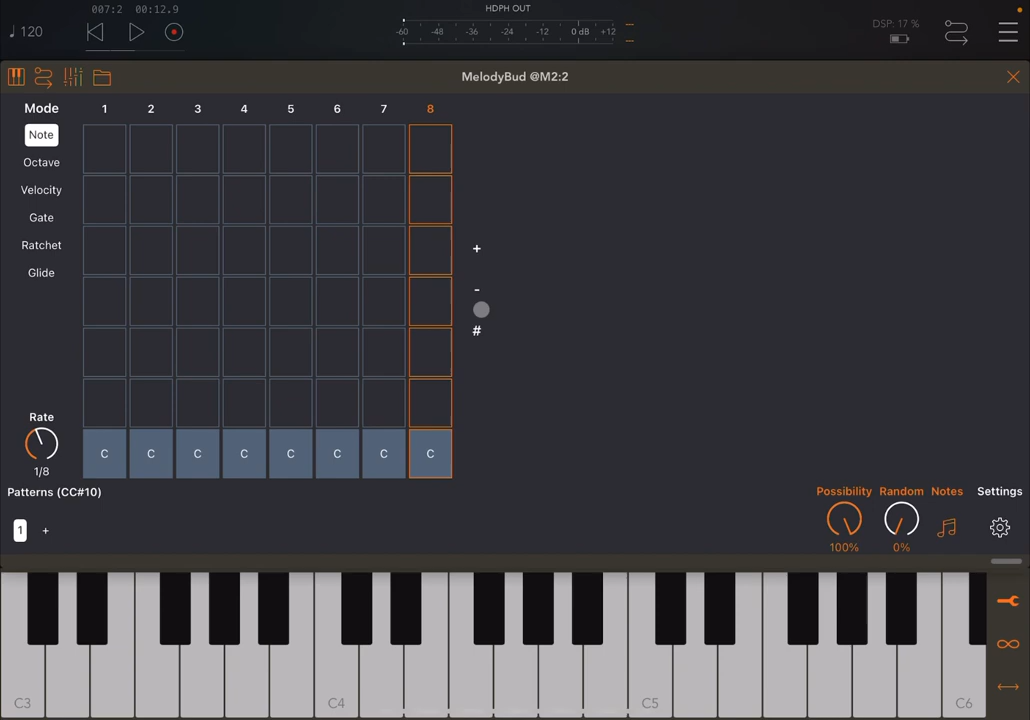 007:2 00:12.9
HDPH OUT
120
-60 -48 -36 -24 -12 0 dB +12
DSP: 17 %
MelodyBud @M2:2
Mode 1 2 3 4 5 6 7 8
Note
Octave
Velocity
Gate
Ratchet
Glide
+
-
#
Rate
C C C C C C C C
1/8
Patterns (CC#10)
Possibility Random Notes Settings
1 +
100% 0%
C3 C4 C5 C6